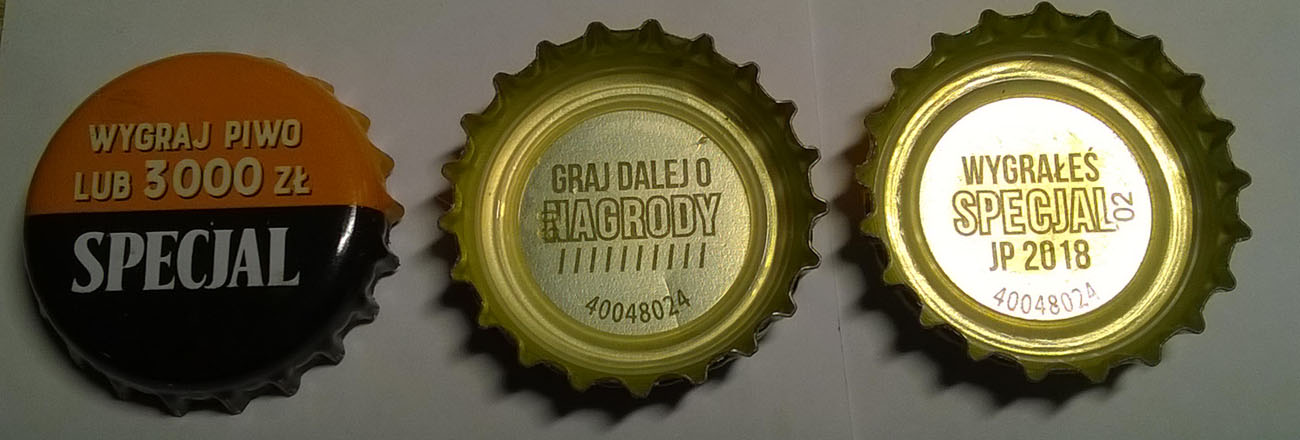 WYGRAJ PIWO
LUB 3000 ZŁ
SPECJAL
GRAJ DALEJ O
NAGRODY
//////////
40048024
WYGRAŁEŚ
SPECJAL
02
JP 2018
40048024